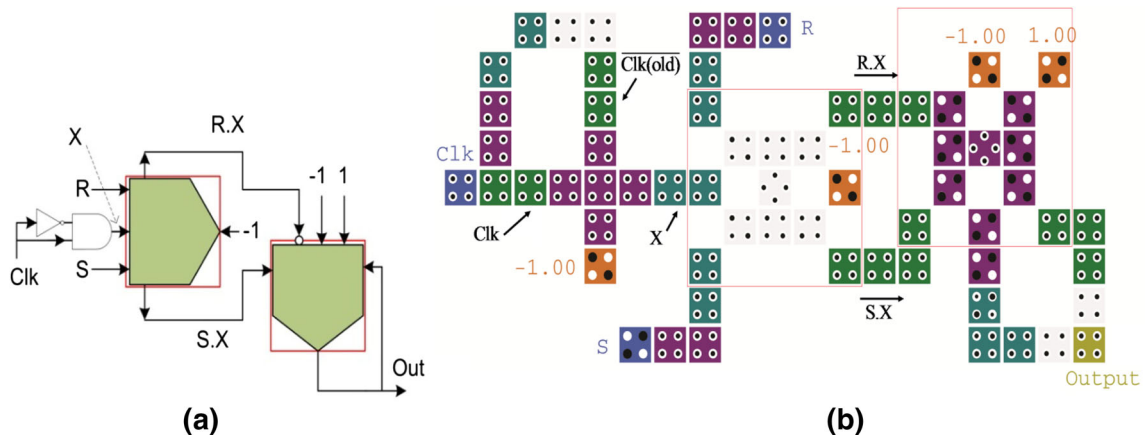 X
R.X
R
-1 1
-1
Clk
S
S.X
Out
(a)
R
Clk(old)
R.X
-1.00 1.00
Clk
-1.00
Clk
X
-1.00
S.X
S
Output
(b)